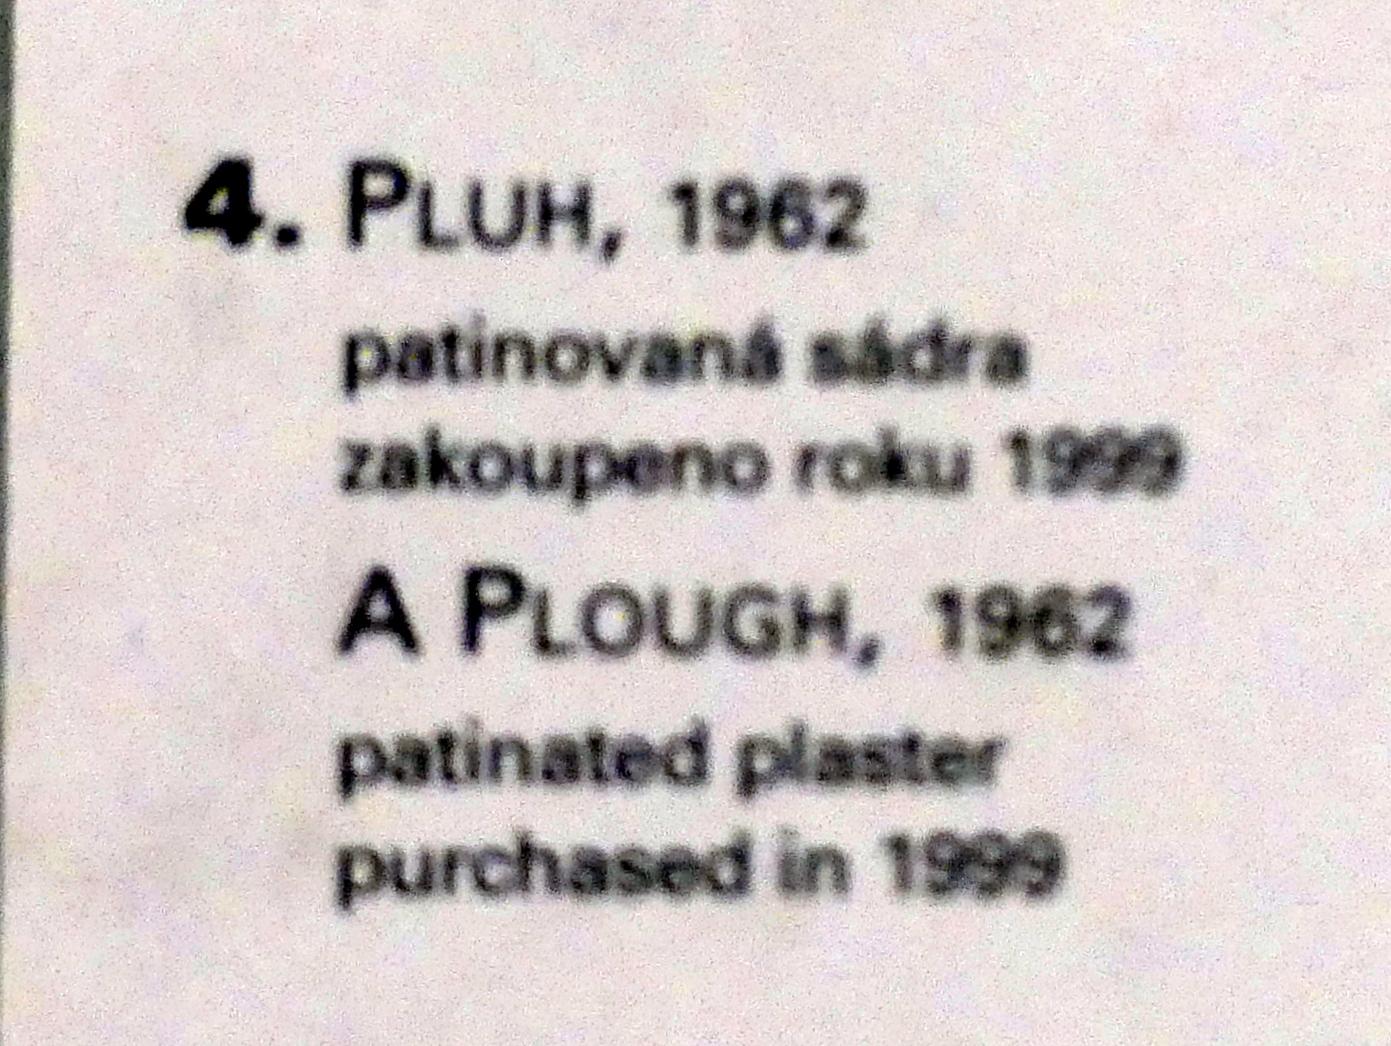 4. PLUH, 1962
patinovaná sádra
zakoupeno roku 1999
A PLOUGH, 1962
patinated plaster
purchased in 1999